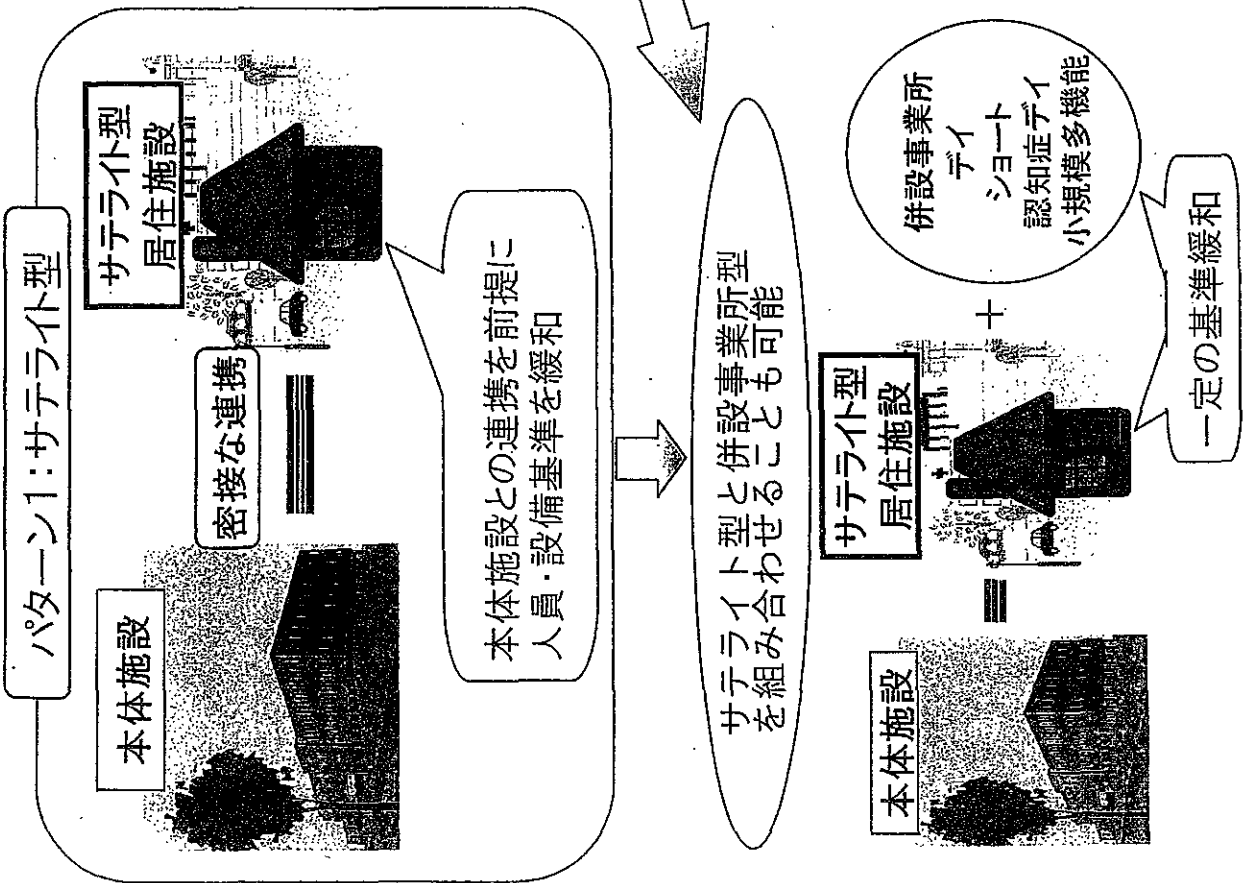 パターン1：サテライト型
本体施設
密接な連携
サテライト型
居住施設
本体施設との連携を前提に
人員・設備基準を緩和
サテライト型と併設事業所型
を組み合わせることも可能
本体施設
サテライト型
居住施設
＋
併設事業所
デイ
ショート
認知症デイ
小規模多機能
一定の基準緩和